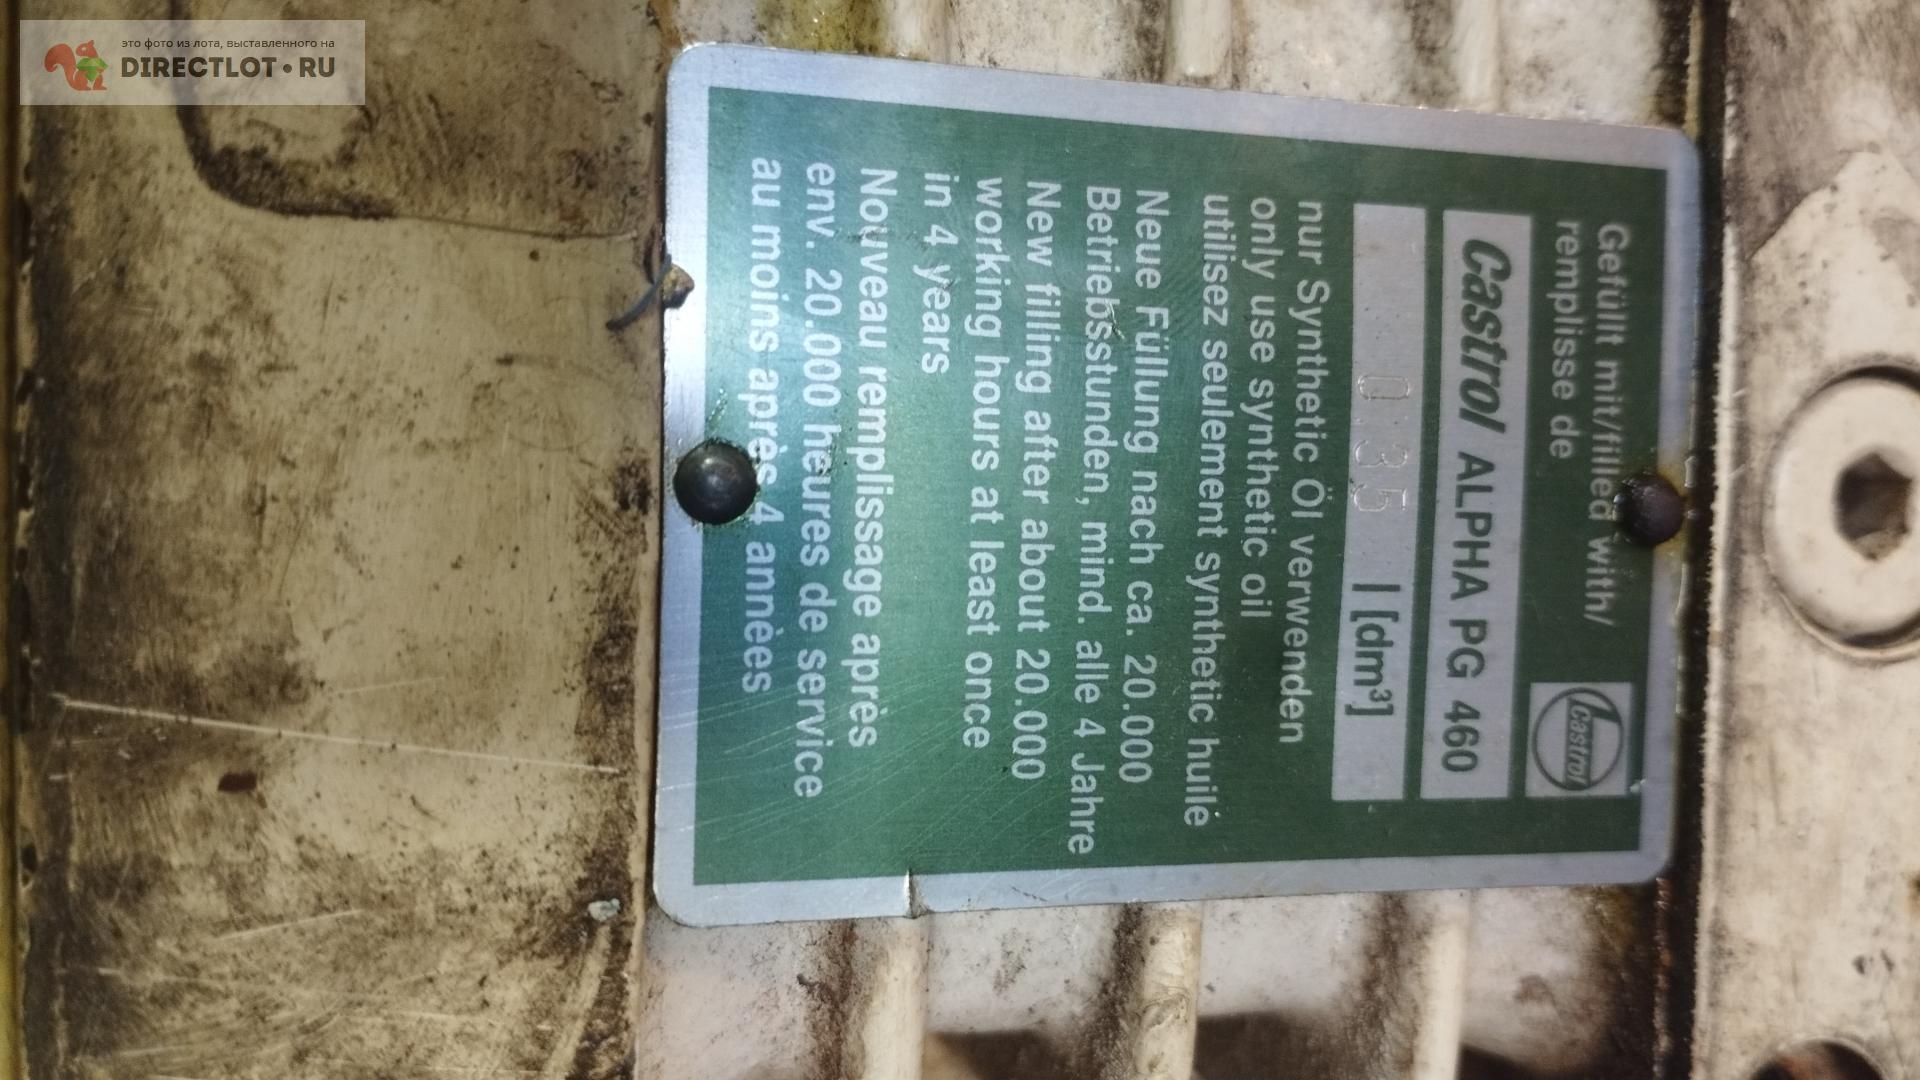 это фото из лота, выставленного на
DIRECTLOT•RU
Gefüllt mit/filled with/
remplisse de
Castrol
Castrol ALPHA PG 460
0.35 l [dm³]
nur Synthetic Öl verwenden
only use synthetic oil
utilisez seulement synthetic huile
Neue Füllung nach ca. 20.000
Betriebsstunden, mind. alle 4 Jahre
New filling after about 20.000
working hours at least once
in 4 years
Nouveau remplissage après
env. 20.000 heures de service
au moins après 4 annèes